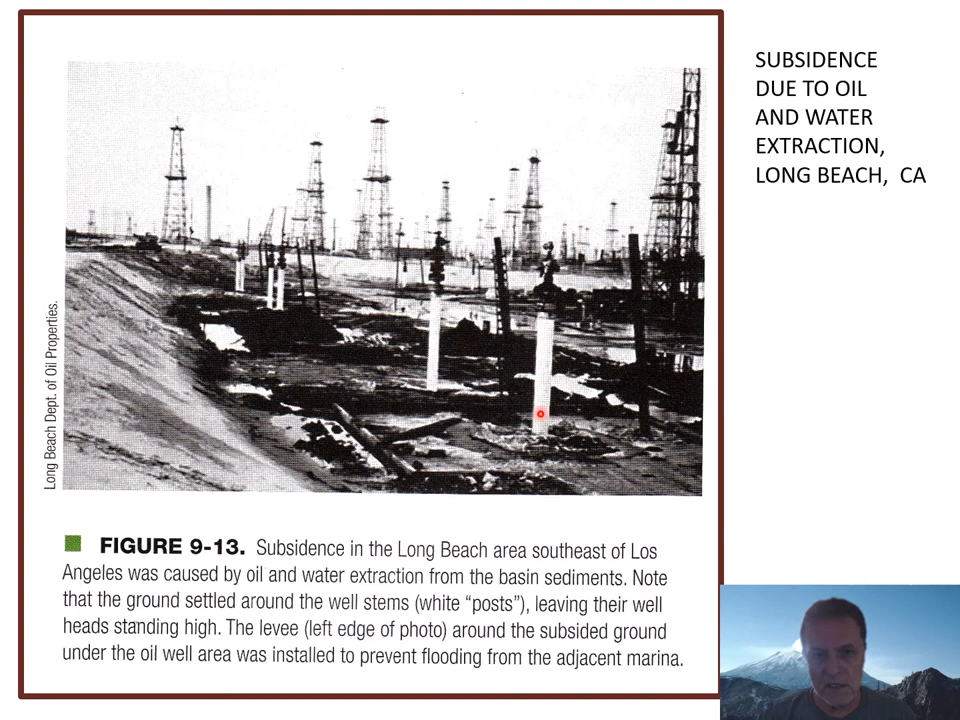 SUBSIDENCE
DUE TO OIL
AND WATER
EXTRACTION,
LONG BEACH,  CA
Long Beach Dept. of Oil Properties.
FIGURE 9-13. Subsidence in the Long Beach area southeast of Los
Angeles was caused by oil and water extraction from the basin sediments. Note
that the ground settled around the well stems (white “posts”), leaving their well
heads standing high. The levee (left edge of photo) around the subsided ground
under the oil well area was installed to prevent flooding from the adjacent marina.